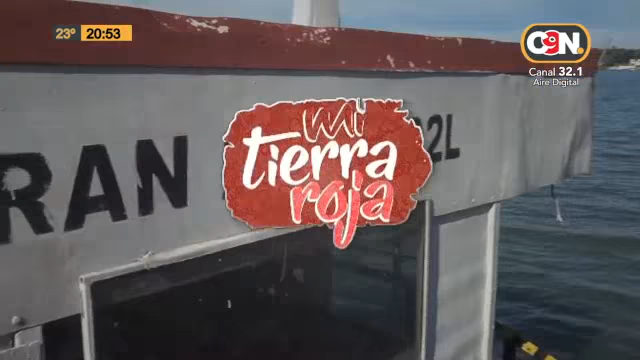 23° 20:53
C9N
Canal 32.1
Aire Digital
mi
tierra
roja
RAN
2L